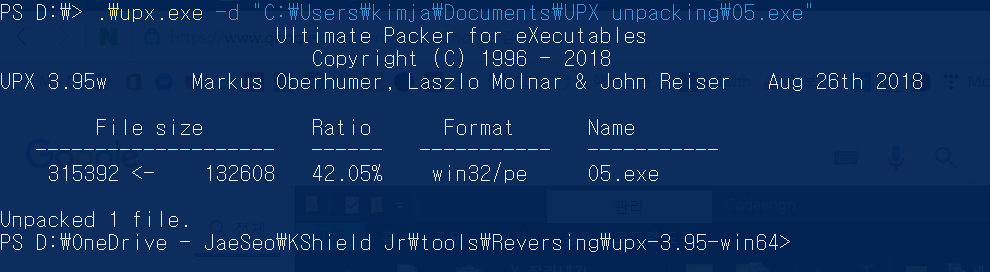 PS D:₩> .₩upx.exe -d "C:₩Users₩kimja₩Documents₩UPX unpacking₩05.exe"
Ultimate Packer for eXecutables
Copyright (C) 1996 - 2018
UPX 3.95w Markus Oberhumer, Laszlo Molnar & John Reiser Aug 26th 2018
File size Ratio Format Name
-------------------- ------ ----------- -----------
315392 <- 132608 42.05% win32/pe 05.exe
Unpacked 1 file.
PS D:₩OneDrive - JaeSeo₩KShield Jr₩tools₩Reversing₩upx-3.95-win64>
관리